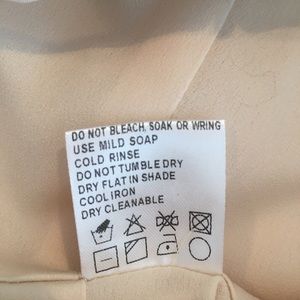 DO NOT BLEACH, SOAK OR WRING
USE MILD SOAP
COLD RINSE
DO NOT TUMBLE DRY
DRY FLAT IN SHADE
COOL IRON
DRY CLEANABLE